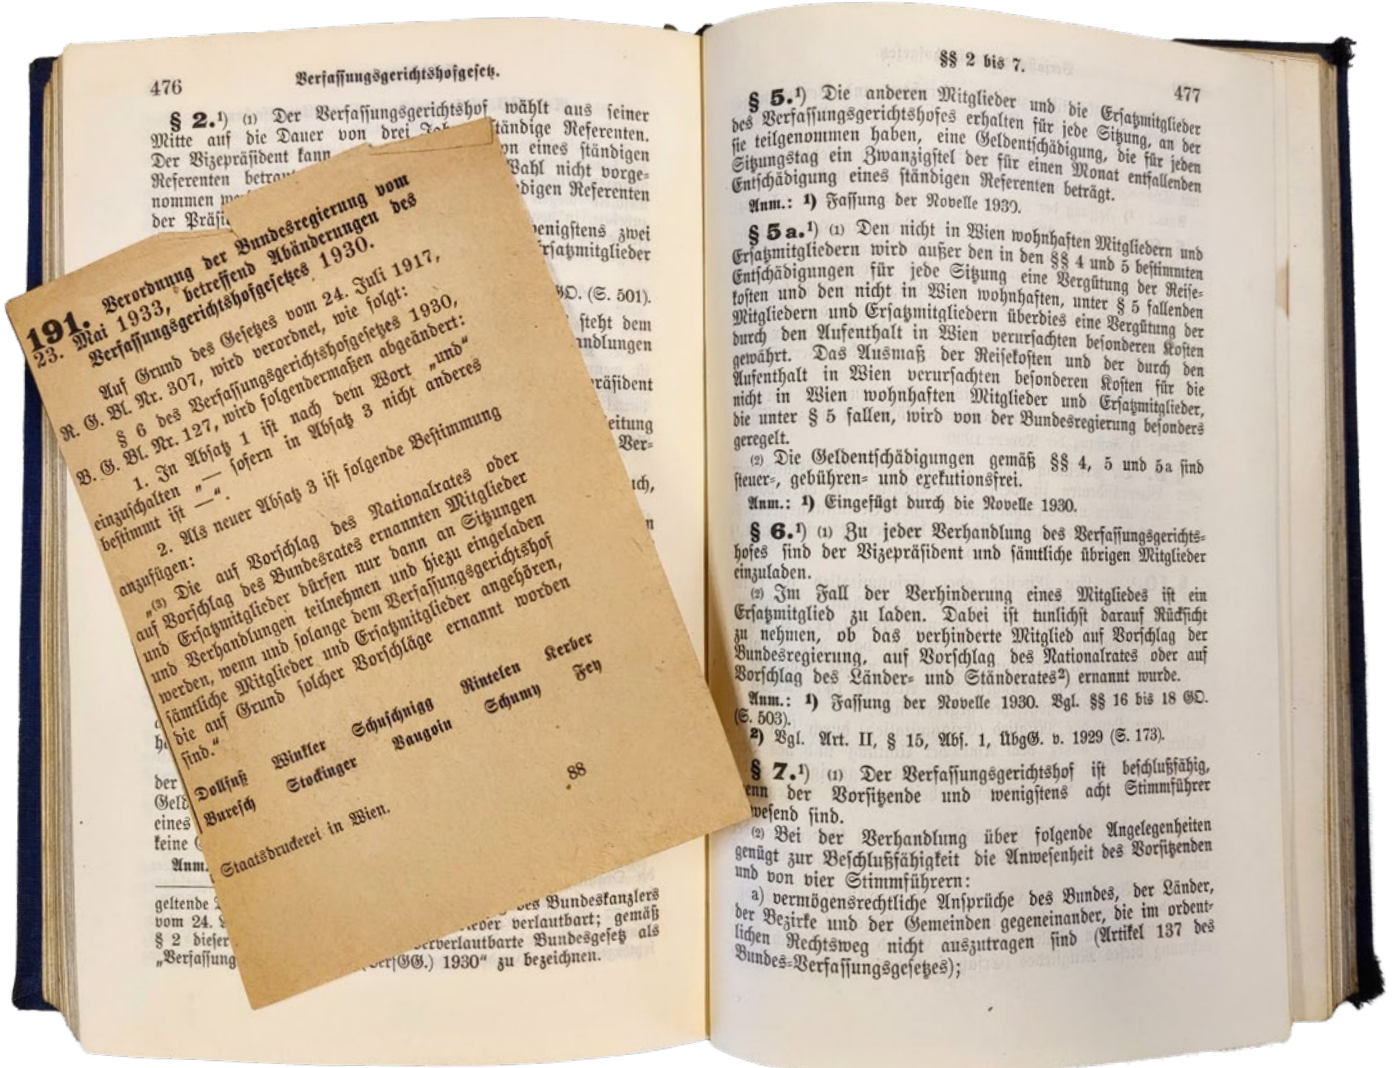 476
Verfassungsgerichtshofgesetz.
§ 2.¹) (1) Der Verfassungsgerichtshof wählt aus seiner
Mitte auf die Dauer von drei ständige Referenten.
Der Vizepräsident kann von eines ständigen
Referenten betraut Wahl nicht vorge-
nommen ständigen Referenten
der
wenigstens zwei
Ersatzmitglieder
GO. (S. 501).
steht dem
präsident
Ver-
der
Geld
eines
keine
Anm.
geltende des Bundeskanzlers
vom 24. verlautbart; gemäß
§ 2 dieser Bundesgesetz als
„Verfassung 1930“ zu bezeichnen.
191. Verordnung der Bundesregierung vom
23. Mai 1933, betreffend Abänderungen des
Verfassungsgerichtshofgesetzes 1930.
Auf Grund des Gesetzes vom 24. Juli 1917,
R. G. Bl. Nr. 307, wird verordnet, wie folgt:
§ 6 des Verfassungsgerichtshofgesetzes 1930,
B. G. Bl. Nr. 127, wird folgendermaßen abgeändert:
1. In Absatz 1 ist nach dem Wort „und“
einzuschalten „— sofern in Absatz 3 nicht anderes
bestimmt ist —“.
2. Als neuer Absatz 3 ist folgende Bestimmung
anzufügen:
„(3) Die auf Vorschlag des Nationalrates oder
auf Vorschlag des Bundesrates ernannten Mitglieder
und Ersatzmitglieder dürfen nur dann an Sitzungen
und Verhandlungen teilnehmen und hiezu eingeladen
werden, wenn und solange dem Verfassungsgerichtshof
sämtliche Mitglieder und Ersatzmitglieder angehören,
die auf Grund solcher Vorschläge ernannt worden
sind.“
Dollfuß Winkler Schuschnigg Rintelen Kerber
Buresch Stockinger Vaugoin Schumy Fey
88
Staatsdruckerei in Wien.
§§ 2 bis 7.
477
§ 5.¹) Die anderen Mitglieder und die Ersatzmitglieder
des Verfassungsgerichtshofes erhalten für jede Sitzung, an der
sie teilgenommen haben, eine Geldentschädigung, die für jeden
Sitzungstag ein Zwanzigstel der für einen Monat entfallenden
Entschädigung eines ständigen Referenten beträgt.
Anm.: ¹) Fassung der Novelle 1930.
§ 5a.¹) (1) Den nicht in Wien wohnhaften Mitgliedern und
Ersatzmitgliedern wird außer den in den §§ 4 und 5 bestimmten
Entschädigungen für jede Sitzung eine Vergütung der Reise-
kosten und den nicht in Wien wohnhaften, unter § 5 fallenden
Mitgliedern und Ersatzmitgliedern überdies eine Vergütung der
durch den Aufenthalt in Wien verursachten besonderen Kosten
gewährt. Das Ausmaß der Reisekosten und der durch den
Aufenthalt in Wien verursachten besonderen Kosten für die
nicht in Wien wohnhaften Mitglieder und Ersatzmitglieder,
die unter § 5 fallen, wird von der Bundesregierung besonders
geregelt.
(2) Die Geldentschädigungen gemäß §§ 4, 5 und 5a sind
steuer-, gebühren- und exekutionsfrei.
Anm.: ¹) Eingefügt durch die Novelle 1930.
§ 6.¹) (1) Zu jeder Verhandlung des Verfassungsgerichts-
hofes sind der Vizepräsident und sämtliche übrigen Mitglieder
einzuladen.
(2) Im Fall der Verhinderung eines Mitgliedes ist ein
Ersatzmitglied zu laden. Dabei ist tunlichst darauf Rücksicht
zu nehmen, ob das verhinderte Mitglied auf Vorschlag der
Bundesregierung, auf Vorschlag des Nationalrates oder auf
Vorschlag des Länder- und Ständerates²) ernannt wurde.
Anm.: ¹) Fassung der Novelle 1930. Vgl. §§ 16 bis 18 GO.
(S. 503).
²) Vgl. Art. II, § 15, Abs. 1, ÜbgG. v. 1929 (S. 173).
§ 7.¹) (1) Der Verfassungsgerichtshof ist beschlußfähig,
wenn der Vorsitzende und wenigstens acht Stimmführer
anwesend sind.
(2) Bei der Verhandlung über folgende Angelegenheiten
genügt zur Beschlußfähigkeit die Anwesenheit des Vorsitzenden
und von vier Stimmführern:
a) vermögensrechtliche Ansprüche des Bundes, der Länder,
der Bezirke und der Gemeinden gegeneinander, die im ordent-
lichen Rechtsweg nicht auszutragen sind (Artikel 137 des
Bundes-Verfassungsgesetzes);